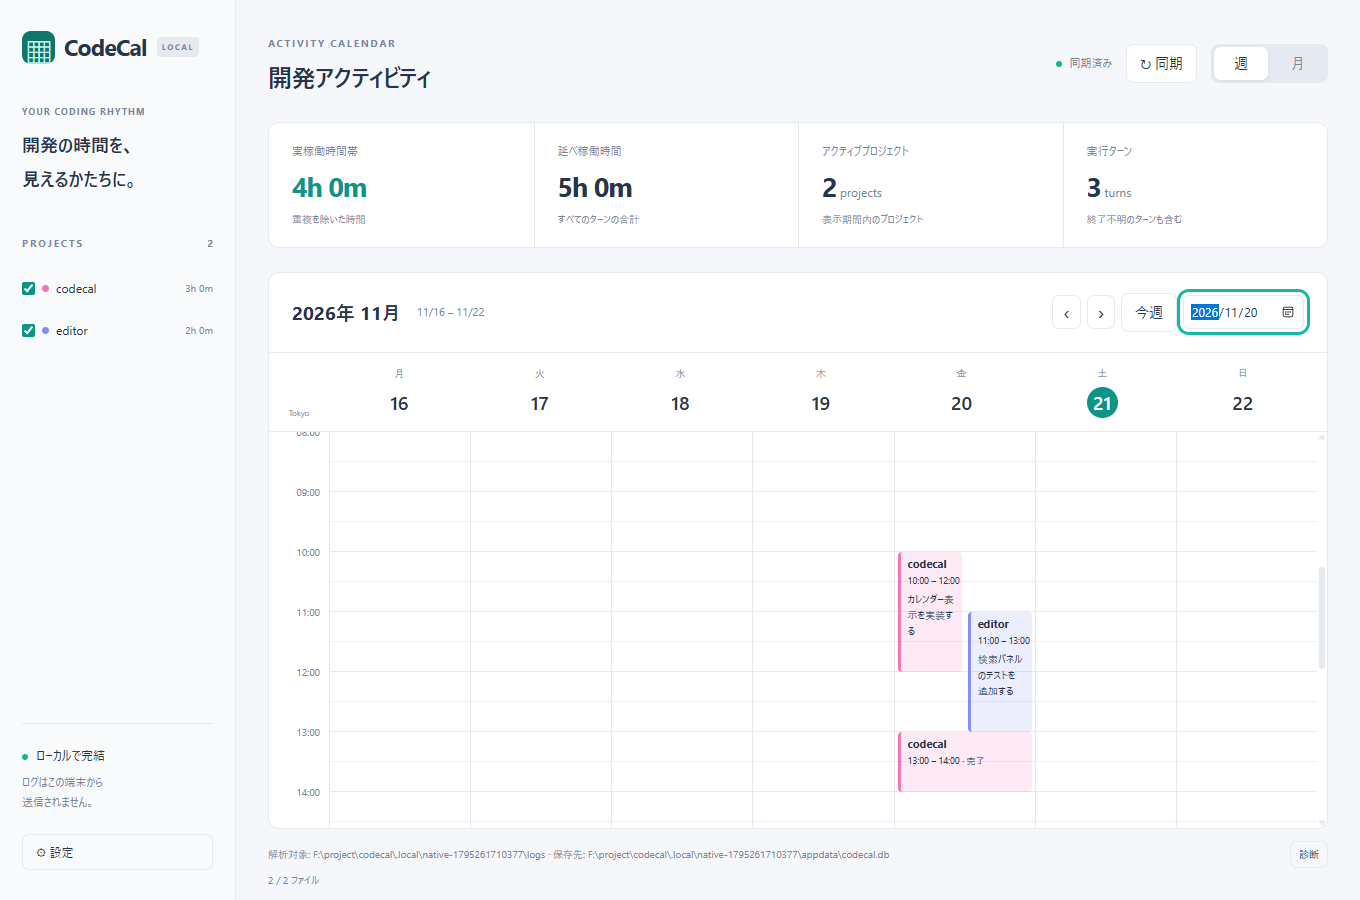 CodeCal LOCAL
YOUR CODING RHYTHM
開発の時間を、
見えるかたちに。
PROJECTS 2
codecal 3h 0m
editor 2h 0m
ローカルで完結
ログはこの端末から
送信されません。
⚙ 設定
ACTIVITY CALENDAR
開発アクティビティ
同期済み
↻ 同期
週 月
実稼働時間帯
4h 0m
重複を除いた時間
延べ稼働時間
5h 0m
すべてのターンの合計
アクティブプロジェクト
2 projects
表示期間内のプロジェクト
実行ターン
3 turns
終了不明のターンも含む
2026年 11月 11/16 – 11/22
‹ › 今週 2026/11/20
Tokyo
月 火 水 木 金 土 日
16 17 18 19 20 21 22
08:00
09:00
10:00
11:00
12:00
13:00
14:00
codecal
10:00 – 12:00
カレンダー表
示を実装す
る
editor
11:00 – 13:00
検索パネル
のテストを
追加する
codecal
13:00 – 14:00 · 完了
解析対象: F:\project\codecal\.local\native-1795261710377\logs · 保存先: F:\project\codecal\.local\native-1795261710377\appdata\codecal.db
診断
2 / 2 ファイル